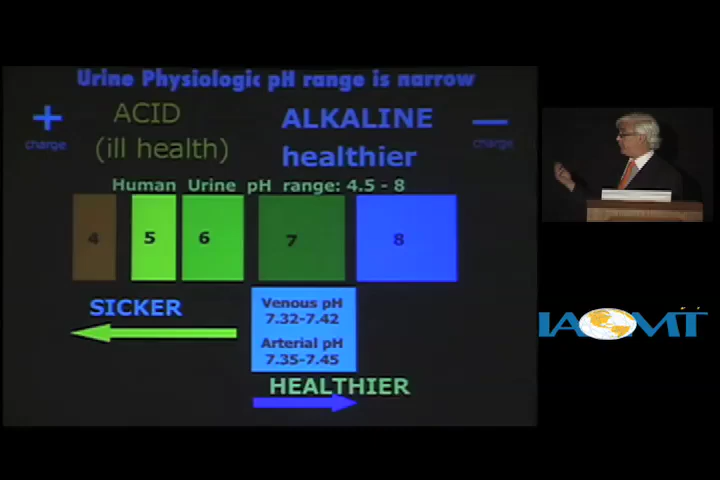 Urine Physiologic pH range is narrow
+ ACID ALKALINE —
charge (ill health) healthier charge
Human Urine pH range: 4.5 - 8
4 5 6 7 8
SICKER
Venous pH
7.32-7.42
Arterial pH
7.35-7.45
HEALTHIER
IAOMT